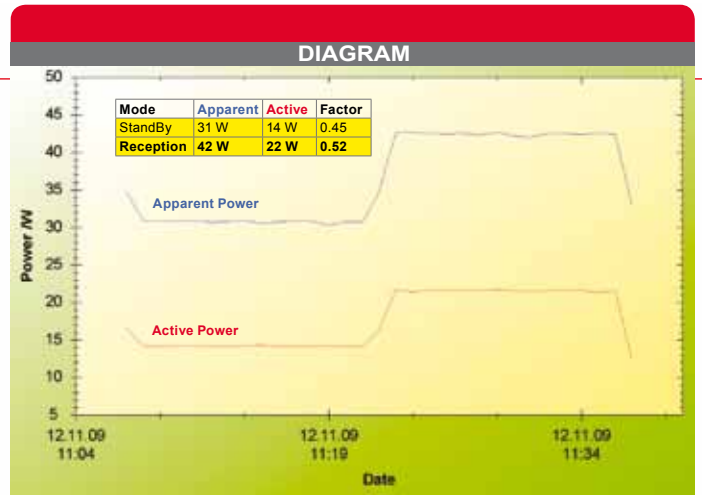 DIAGRAM
50
45
40
35
30
25
20
15
10
5
Power /W
Mode Apparent Active Factor
StandBy 31 W 14 W 0.45
Reception 42 W 22 W 0.52
Apparent Power
Active Power
12.11.09 12.11.09 12.11.09
11:04 11:19 11:34
Date